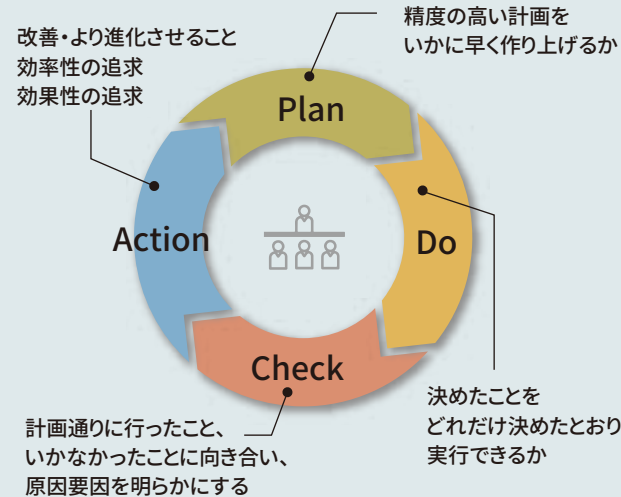 精度の高い計画を
いかに早く作り上げるか
改善・より進化させること
効率性の追求
効果性の追求
Plan
Action
Do
Check
決めたことを
どれだけ決めたとおり
実行できるか
計画通りに行ったこと、
いかなかったことに向き合い、
原因要因を明らかにする